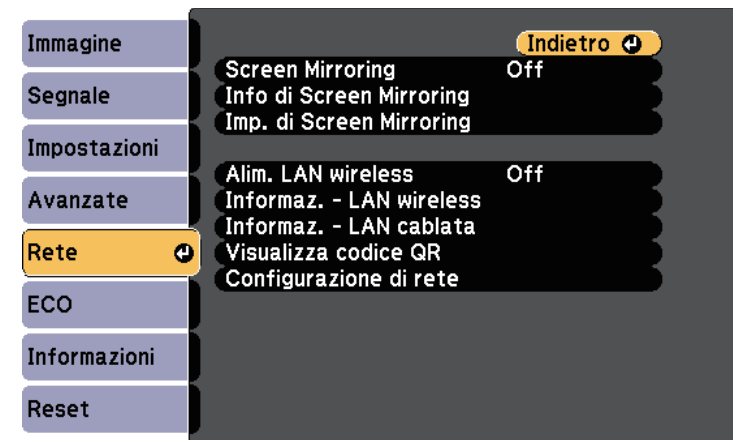 Immagine
Segnale
Impostazioni
Avanzate
Rete
ECO
Informazioni
Reset
Indietro
Screen Mirroring Off
Info di Screen Mirroring
Imp. di Screen Mirroring
Alim. LAN wireless Off
Informaz. - LAN wireless
Informaz. - LAN cablata
Visualizza codice QR
Configurazione di rete